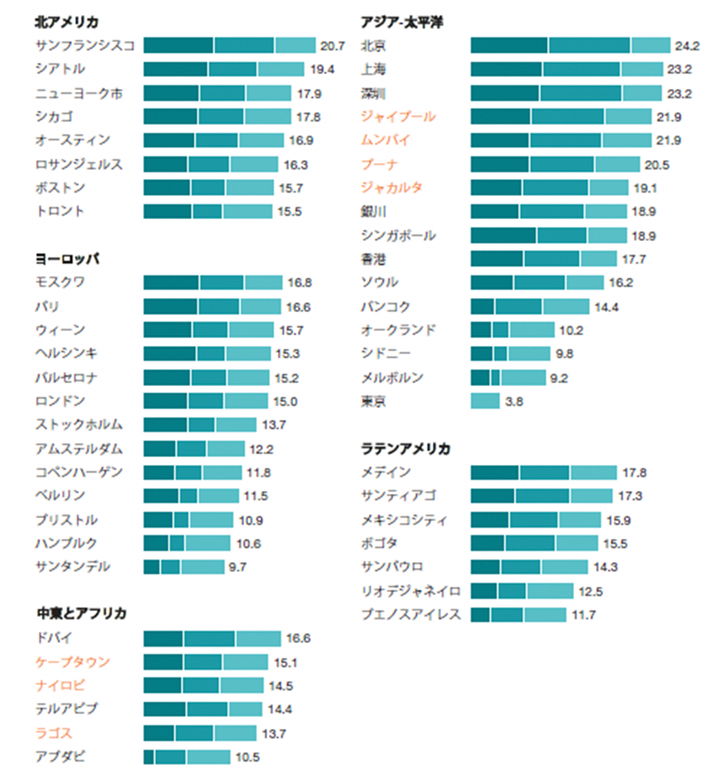 北アメリカ
サンフランシスコ 20.7
シアトル 19.4
ニューヨーク市 17.9
シカゴ 17.8
オースティン 16.9
ロサンジェルス 16.3
ボストン 15.7
トロント 15.5
ヨーロッパ
モスクワ 16.8
パリ 16.6
ウィーン 15.7
ヘルシンキ 15.3
バルセロナ 15.2
ロンドン 15.0
ストックホルム 13.7
アムステルダム 12.2
コペンハーゲン 11.8
ベルリン 11.5
ブリストル 10.9
ハンブルク 10.6
サンタンデル 9.7
中東とアフリカ
ドバイ 16.6
ケープタウン 15.1
ナイロビ 14.5
テルアビブ 14.4
ラゴス 13.7
アブダビ 10.5
アジア-太平洋
北京 24.2
上海 23.2
深圳 23.2
ジャイプール 21.9
ムンバイ 21.9
プーナ 20.5
ジャカルタ 19.1
銀川 18.9
シンガポール 18.9
香港 17.7
ソウル 16.2
バンコク 14.4
オークランド 10.2
シドニー 9.8
メルボルン 9.2
東京 3.8
ラテンアメリカ
メデイン 17.8
サンティアゴ 17.3
メキシコシティ 15.9
ボゴタ 15.5
サンパウロ 14.3
リオデジャネイロ 12.5
ブエノスアイレス 11.7